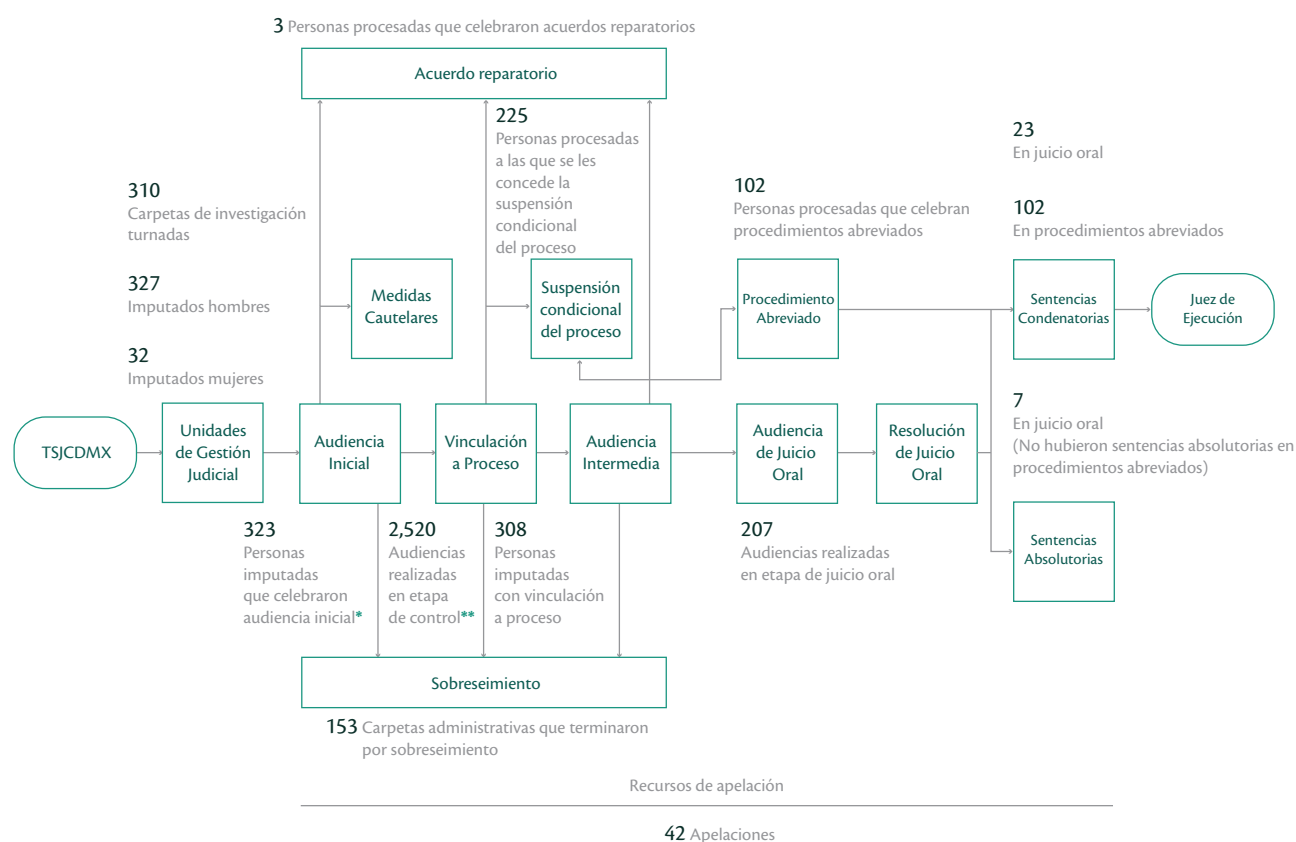 3 Personas procesadas que celebraron acuerdos reparatorios
Acuerdo reparatorio
225
Personas procesadas
a las que se les
concede la
suspensión
condicional
del proceso
23
En juicio oral
310
Carpetas de investigación
turnadas
102
Personas procesadas que celebran
procedimientos abreviados
102
En procedimientos abreviados
327
Imputados hombres
32
Imputados mujeres
Medidas
Cautelares
Suspensión
condicional
del proceso
Procedimiento
Abreviado
Sentencias
Condenatorias
Juez de
Ejecución
TSJCDMX
Unidades
de Gestión
Judicial
Audiencia
Inicial
Vinculación
a Proceso
Audiencia
Intermedia
Audiencia
de Juicio
Oral
Resolución
de Juicio
Oral
7
En juicio oral
(No hubieron sentencias absolutorias en
procedimientos abreviados)
323
Personas
imputadas
que celebraron
audiencia inicial*
2,520
Audiencias
realizadas
en etapa
de control**
308
Personas
imputadas
con vinculación
a proceso
207
Audiencias realizadas
en etapa de juicio oral
Sentencias
Absolutorias
Sobreseimiento
153 Carpetas administrativas que terminaron
por sobreseimiento
Recursos de apelación
42 Apelaciones